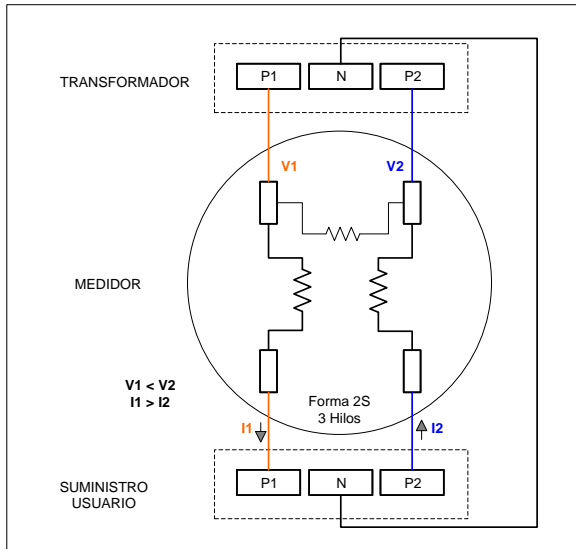 TRANSFORMADOR
P1 N P2
V1 V2
MEDIDOR
V1 < V2
I1 > I2
Forma 2S
3 Hilos
I1 I2
SUMINISTRO
USUARIO
P1 N P2